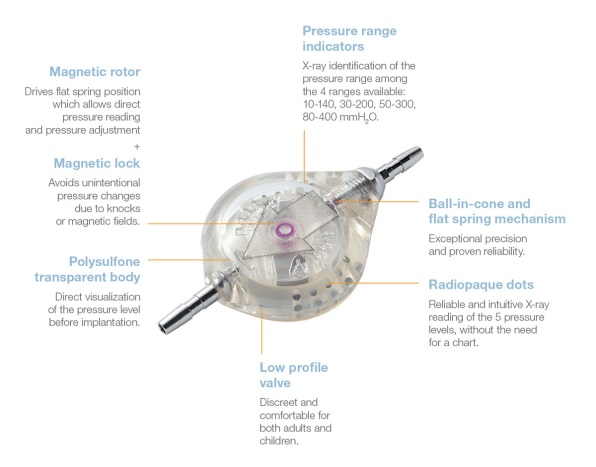 Pressure range
indicators
X-ray identification of the
pressure range among
the 4 ranges available:
10-140, 30-200, 50-300,
80-400 mmH₂O.
Magnetic rotor
Drives flat spring position
which allows direct
pressure reading
and pressure adjustment
+
Magnetic lock
Avoids unintentional
pressure changes
due to knocks
or magnetic fields.
Ball-in-cone and
flat spring mechanism
Exceptional precision
and proven reliability.
Polysulfone
transparent body
Direct visualization
of the pressure level
before implantation.
Radiopaque dots
Reliable and intuitive X-ray
reading of the 5 pressure
levels, without the need
for a chart.
Low profile
valve
Discreet and
comfortable for
both adults and
children.